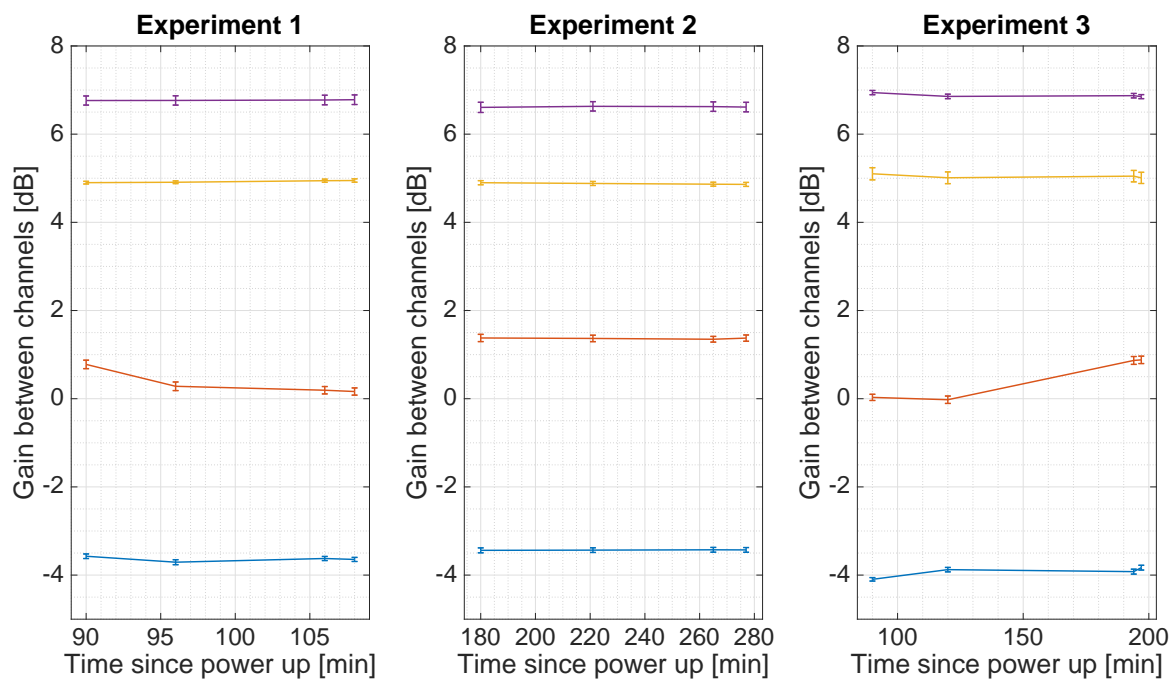 Experiment 1
Gain between channels [dB]
8
6
4
2
0
-2
-4
90 95 100 105
Time since power up [min]
Experiment 2
Gain between channels [dB]
8
6
4
2
0
-2
-4
180 200 220 240 260 280
Time since power up [min]
Experiment 3
Gain between channels [dB]
8
6
4
2
0
-2
-4
100 150 200
Time since power up [min]